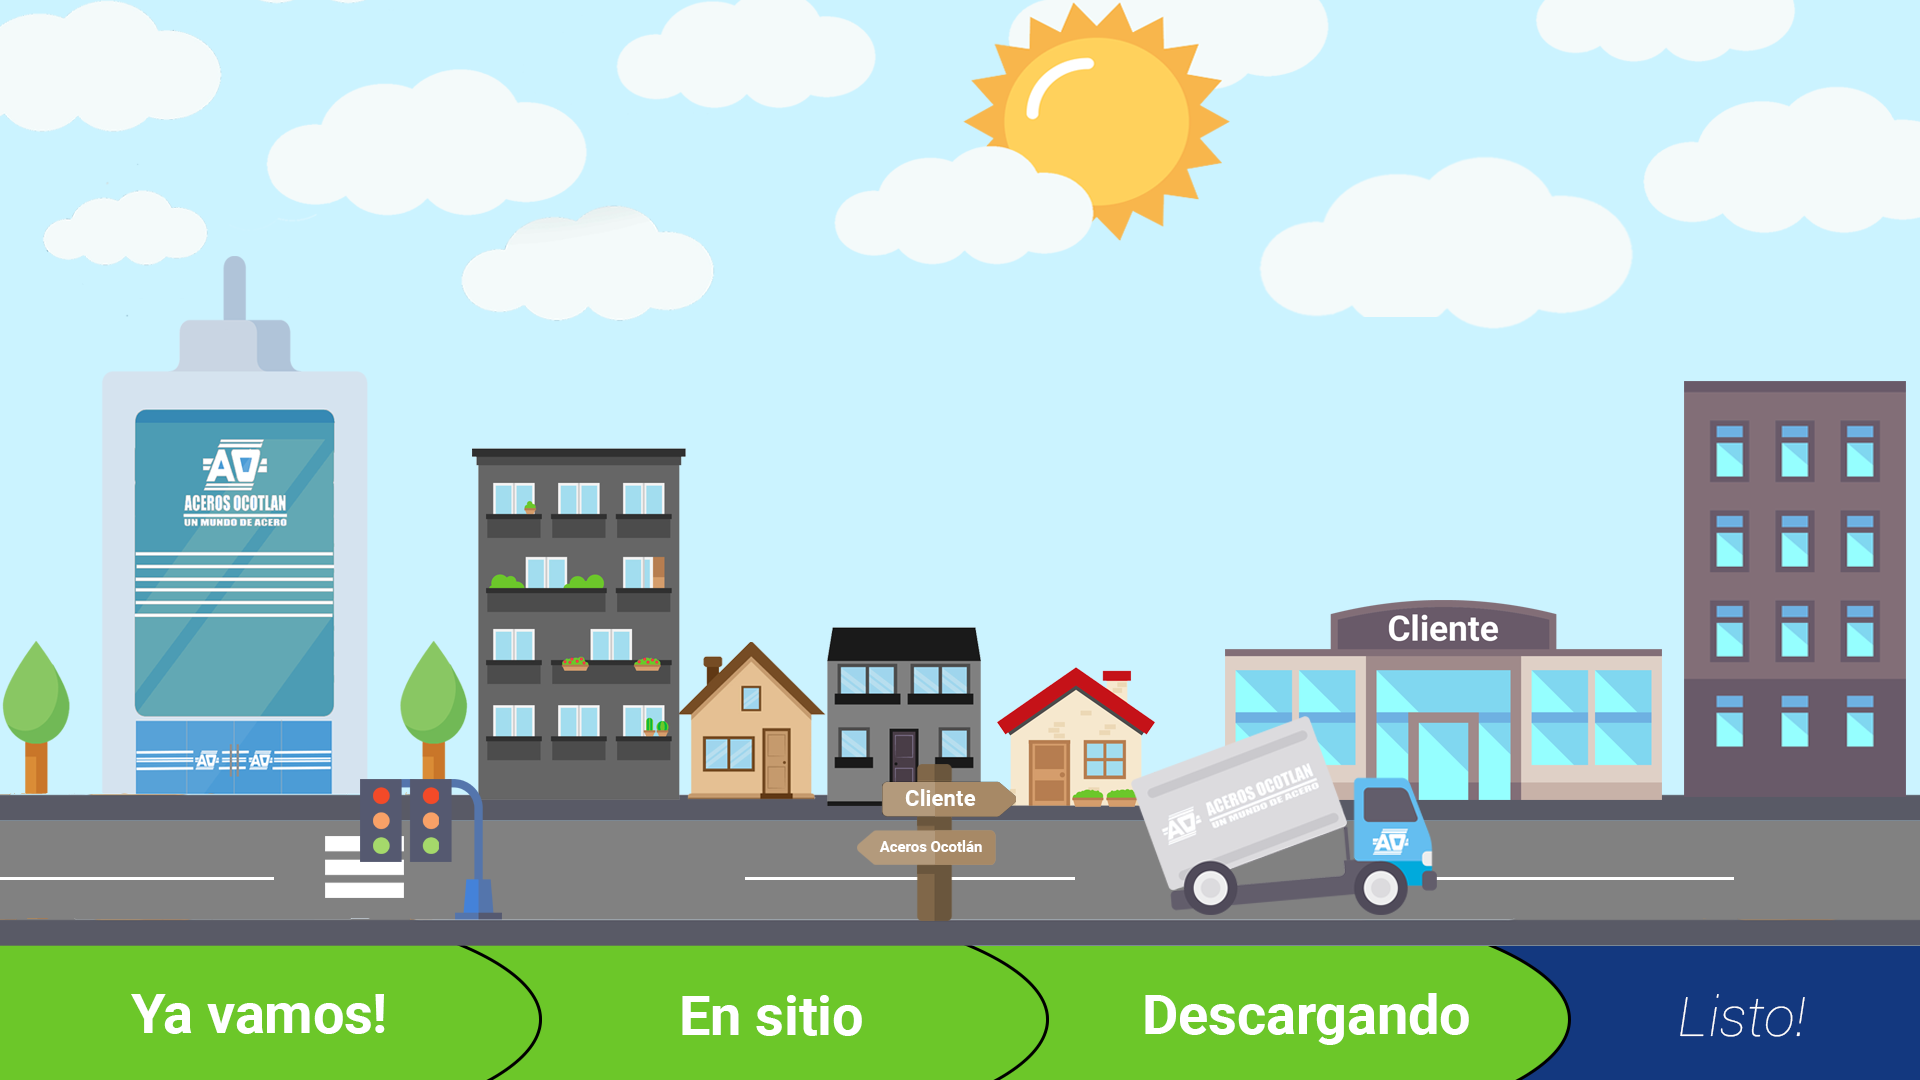 AO
ACEROS OCOTLAN
UN MUNDO DE ACERO
AO AO
Cliente
Cliente
Aceros Ocotlán
AO ACEROS OCOTLAN
UN MUNDO DE ACERO
AO
Ya vamos!
En sitio
Descargando
Listo!